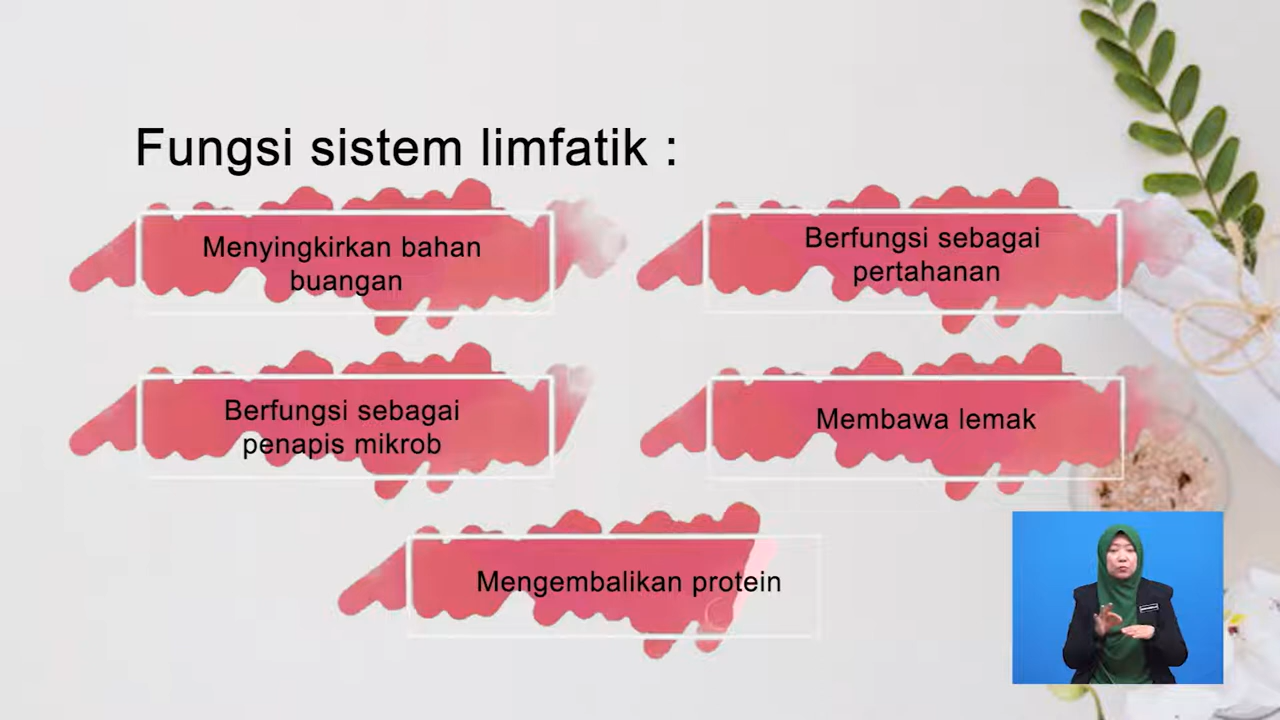 Fungsi sistem limfatik :
Menyingkirkan bahan
buangan
Berfungsi sebagai
pertahanan
Berfungsi sebagai
penapis mikrob
Membawa lemak
Mengembalikan protein